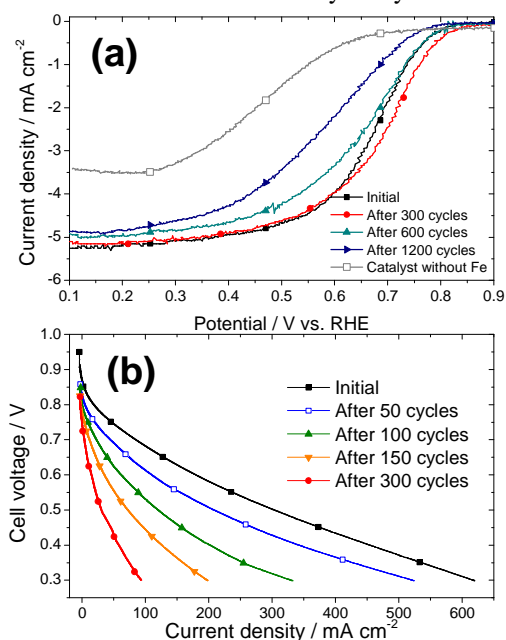 (a)
Current density / mA cm-2
0
-1
-2
-3
-4
-5
-6
Initial
After 300 cycles
After 600 cycles
After 1200 cycles
Catalyst without Fe
0.1 0.2 0.3 0.4 0.5 0.6 0.7 0.8 0.9
Potential / V vs. RHE
(b)
Cell voltage / V
1.0
0.9
0.8
0.7
0.6
0.5
0.4
0.3
Initial
After 50 cycles
After 100 cycles
After 150 cycles
After 300 cycles
0 100 200 300 400 500 600
Current density / mA cm-2